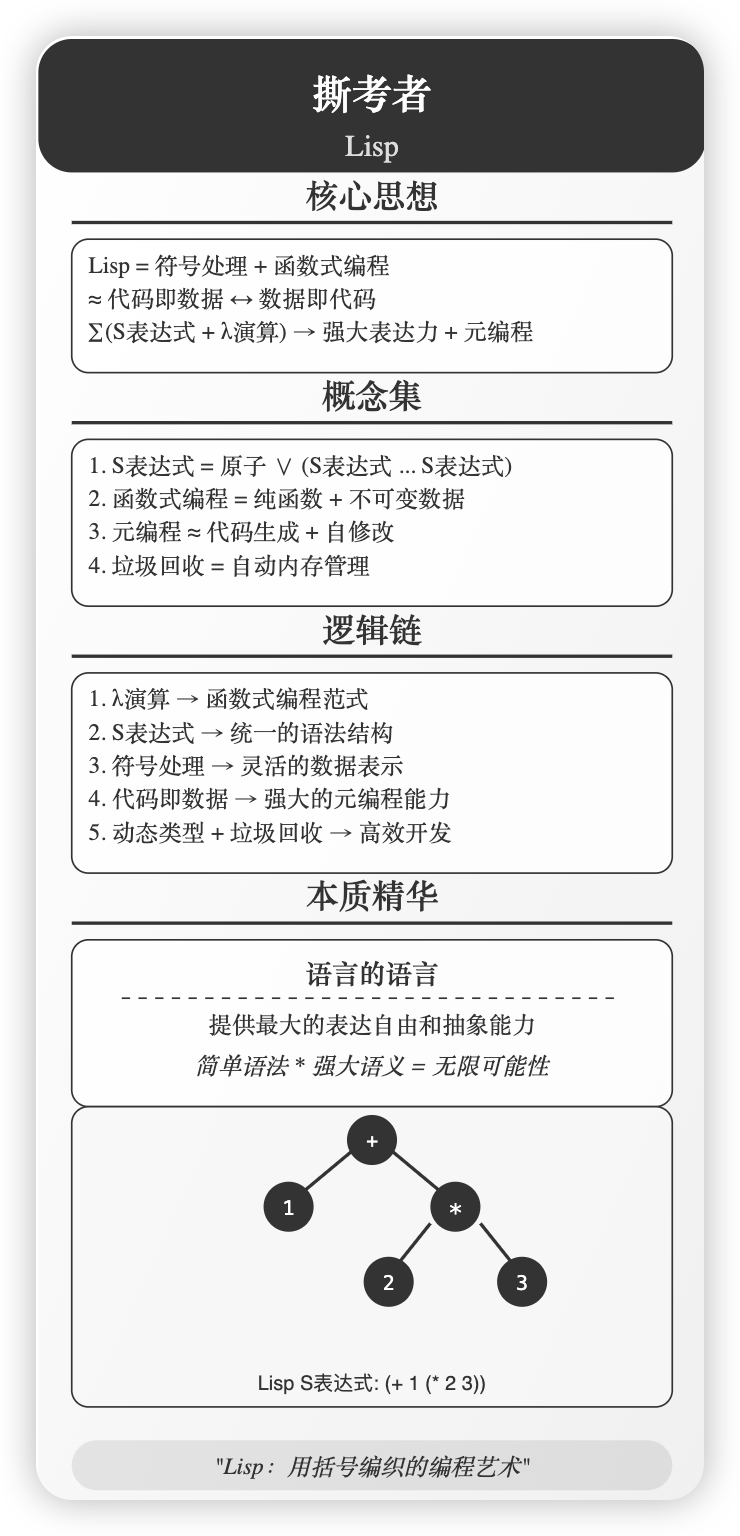 撕考者
Lisp
核心思想
Lisp = 符号处理 + 函数式编程
≈ 代码即数据 ↔ 数据即代码
∑(S表达式 + λ演算) → 强大表达力 + 元编程
概念集
1. S表达式 = 原子 ∨ (S表达式 ... S表达式)
2. 函数式编程 = 纯函数 + 不可变数据
3. 元编程 ≈ 代码生成 + 自修改
4. 垃圾回收 = 自动内存管理
逻辑链
1. λ演算 → 函数式编程范式
2. S表达式 → 统一的语法结构
3. 符号处理 → 灵活的数据表示
4. 代码即数据 → 强大的元编程能力
5. 动态类型 + 垃圾回收 → 高效开发
本质精华
语言的语言
提供最大的表达自由和抽象能力
简单语法 * 强大语义 = 无限可能性
+
1
*
2
3
Lisp S表达式: (+ 1 (* 2 3))
"Lisp：用括号编织的编程艺术"